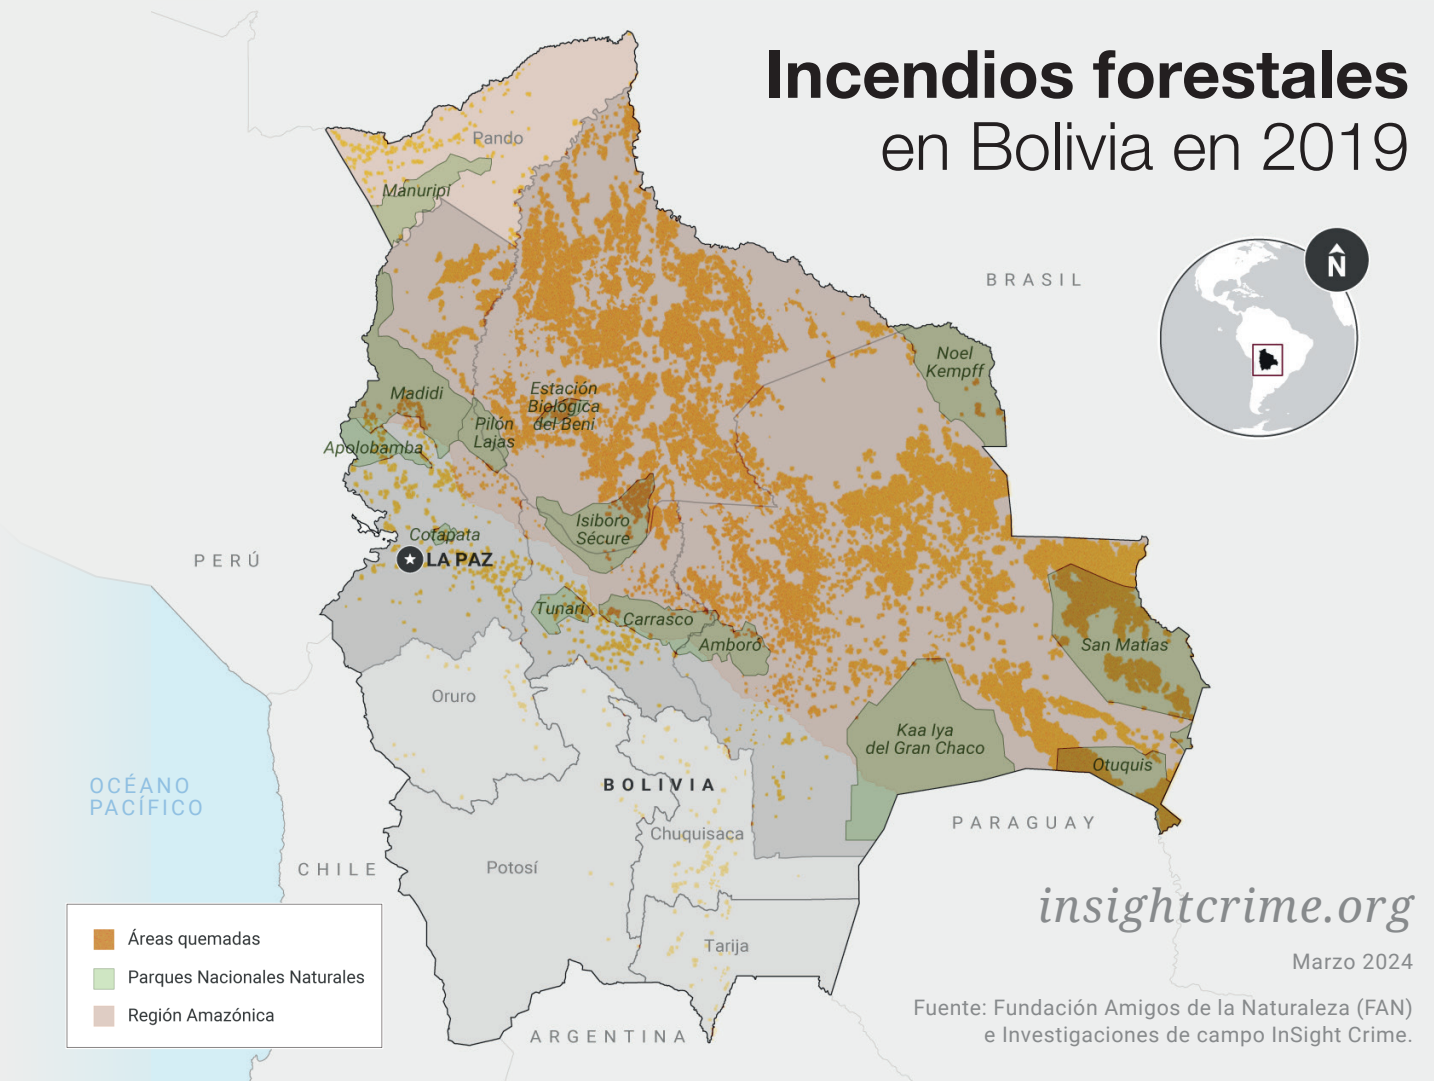 Incendios forestales
en Bolivia en 2019
N
BRASIL
Pando
Manuripi
Noel
Kempff
Madidi
Estación
Biológica
del Beni
Pilón
Lajas
Apolobamba
Isiboro
Sécure
Cotapata
LA PAZ
PERÚ
Tunari
Carrasco
Amboró
San Matías
Oruro
Kaa Iya
del Gran Chaco
Otuquis
OCÉANO
PACÍFICO
BOLIVIA
PARAGUAY
Chuquisaca
Potosí
CHILE
Tarija
ARGENTINA
Áreas quemadas
Parques Nacionales Naturales
Región Amazónica
insightcrime.org
Marzo 2024
Fuente: Fundación Amigos de la Naturaleza (FAN)
e Investigaciones de campo InSight Crime.